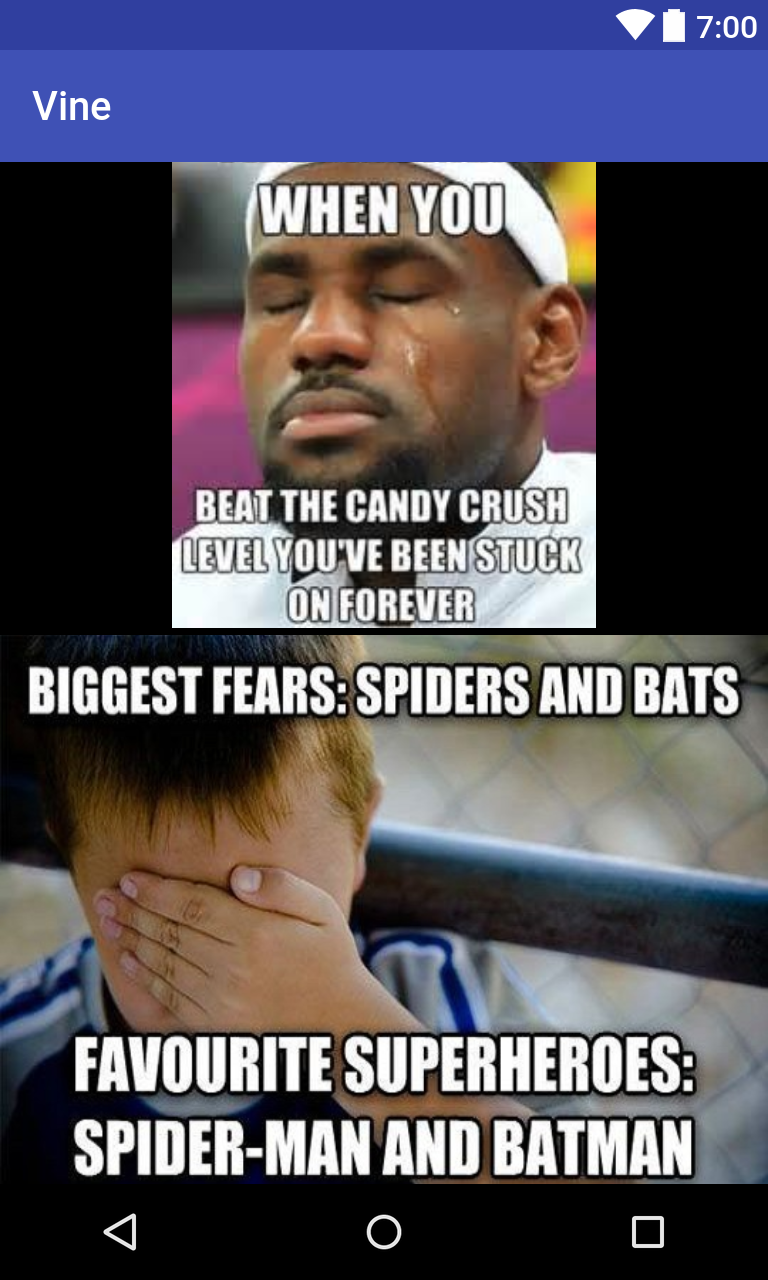 7:00
Vine
WHEN YOU
BEAT THE CANDY CRUSH
LEVEL YOU'VE BEEN STUCK
ON FOREVER
BIGGEST FEARS: SPIDERS AND BATS
FAVOURITE SUPERHEROES:
SPIDER-MAN AND BATMAN